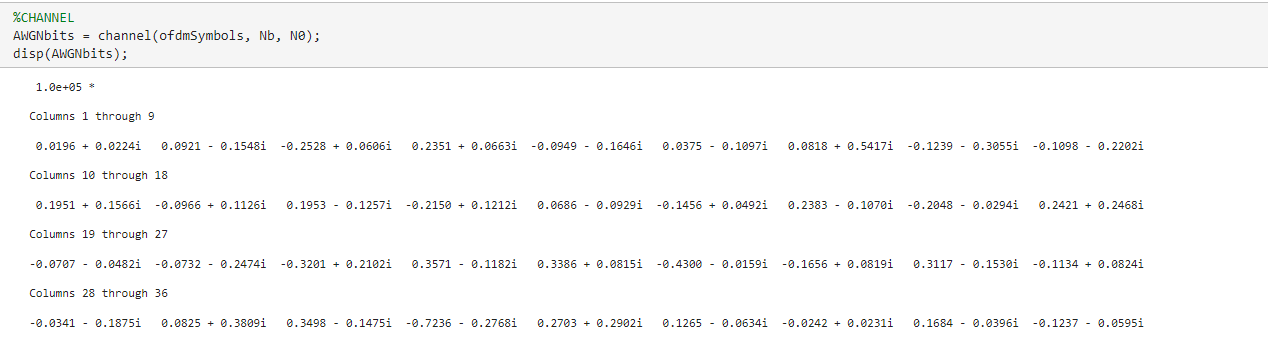 %CHANNEL
AWGNbits = channel(ofdmSymbols, Nb, N0);
disp(AWGNbits);
1.0e+05 *
Columns 1 through 9
0.0196 + 0.0224i 0.0921 - 0.1548i -0.2528 + 0.0606i 0.2351 + 0.0663i -0.0949 - 0.1646i 0.0375 - 0.1097i 0.0818 + 0.5417i -0.1239 - 0.3055i -0.1098 - 0.2202i
Columns 10 through 18
0.1951 + 0.1566i -0.0966 + 0.1126i 0.1953 - 0.1257i -0.2150 + 0.1212i 0.0686 - 0.0929i -0.1456 + 0.0492i 0.2383 - 0.1070i -0.2048 - 0.0294i 0.2421 + 0.2468i
Columns 19 through 27
-0.0707 - 0.0482i -0.0732 - 0.2474i -0.3201 + 0.2102i 0.3571 - 0.1182i 0.3386 + 0.0815i -0.4300 - 0.0159i -0.1656 + 0.0819i 0.3117 - 0.1530i -0.1134 + 0.0824i
Columns 28 through 36
-0.0341 - 0.1875i 0.0825 + 0.3809i 0.3498 - 0.1475i -0.7236 - 0.2768i 0.2703 + 0.2902i 0.1265 - 0.0634i -0.0242 + 0.0231i 0.1684 - 0.0396i -0.1237 - 0.0595i